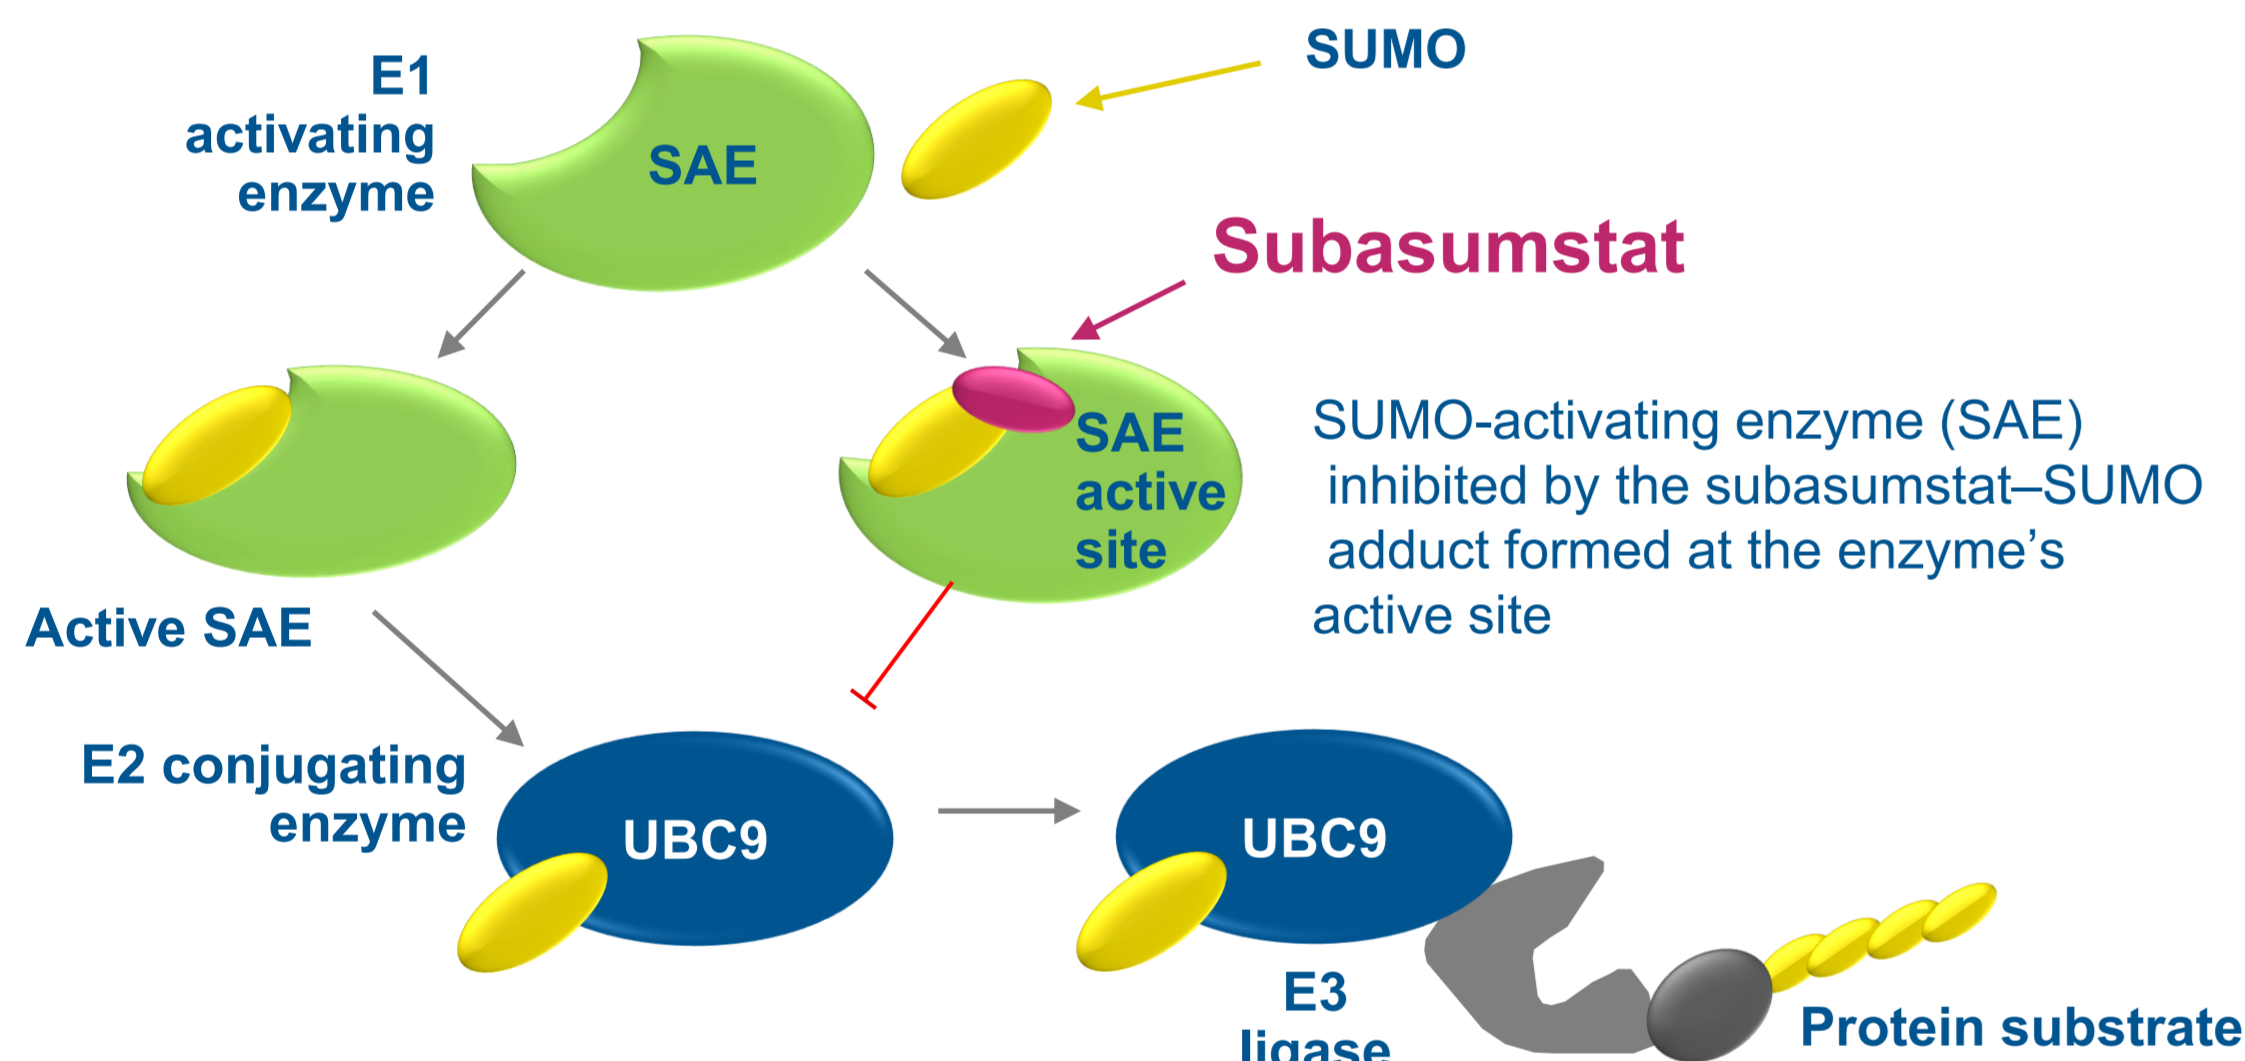 E1
activating
enzyme
SAE
SUMO
Subasumstat
SAE
active
site
SUMO-activating enzyme (SAE)
inhibited by the subasumstat–SUMO
adduct formed at the enzyme’s
active site
Active SAE
E2 conjugating
enzyme
UBC9
UBC9
E3
ligase
Protein substrate